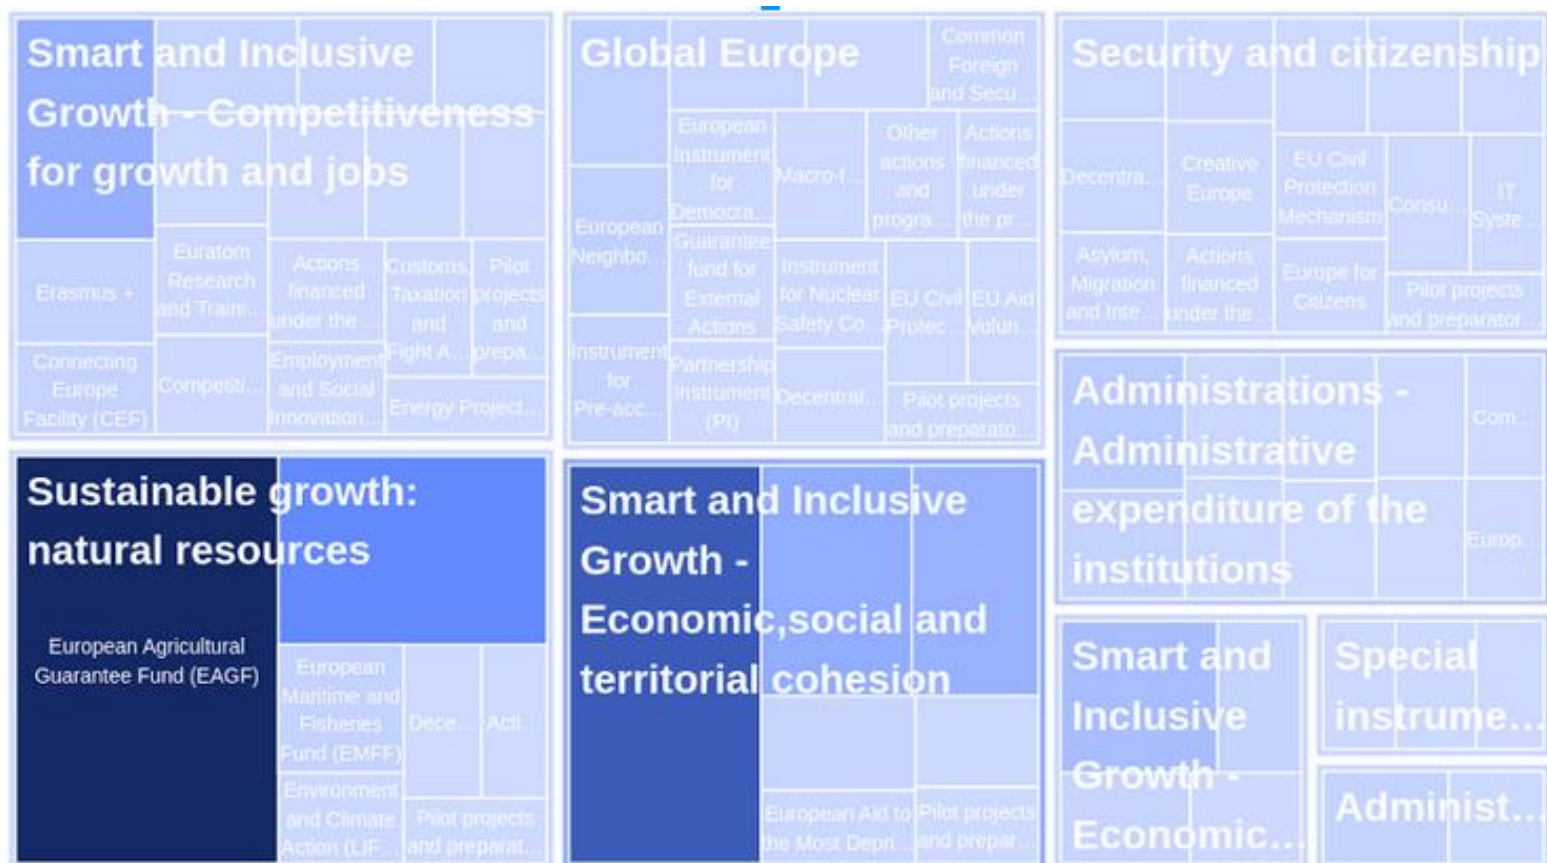 Smart and Inclusive
Growth - Competitiveness
for growth and jobs
Erasmus +
Connecting
Europe
Facility (CEF)
Euratom
Research
and Traini...
Competiti...
Actions
financed
under the...
Employment
and Social
Innovation...
Customs,
Taxation
and
Fight A...
Pilot
projects
and
prepa...
Energy Project...
Global Europe
Common
Foreign
and Secu...
European
Neighbo...
Instrument
for
Pre-acc...
European
Instrument
for
Democra...
Guarantee
fund for
External
Actions
Partnership
Instrument
(PI)
Macro-f...
Other
actions
and
progra...
Actions
financed
under
the pr...
Instrument
for Nuclear
Safety Co...
Decentral...
EU Civil
Protec...
EU Aid
Volun...
Pilot projects
and preparato...
Security and citizenship
Decentra...
Asylum,
Migration
and Inte...
Creative
Europe
Actions
financed
under the...
EU Civil
Protection
Mechanism
Europe for
Citizens
Consu...
IT
Syste...
Pilot projects
and preparator...
Sustainable growth:
natural resources
European Agricultural
Guarantee Fund (EAGF)
European
Maritime and
Fisheries
Fund (EMFF)
Environment
and Climate
Action (LIF...
Dece...
Acti...
Pilot projects
and preparat...
Smart and Inclusive
Growth -
Economic,social and
territorial cohesion
European Aid to
the Most Depri...
Pilot projects
and prepar...
Administrations -
Administrative
expenditure of the
institutions
Com...
Europ...
Smart and
Inclusive
Growth -
Economic...
Special
instrume...
Administ...